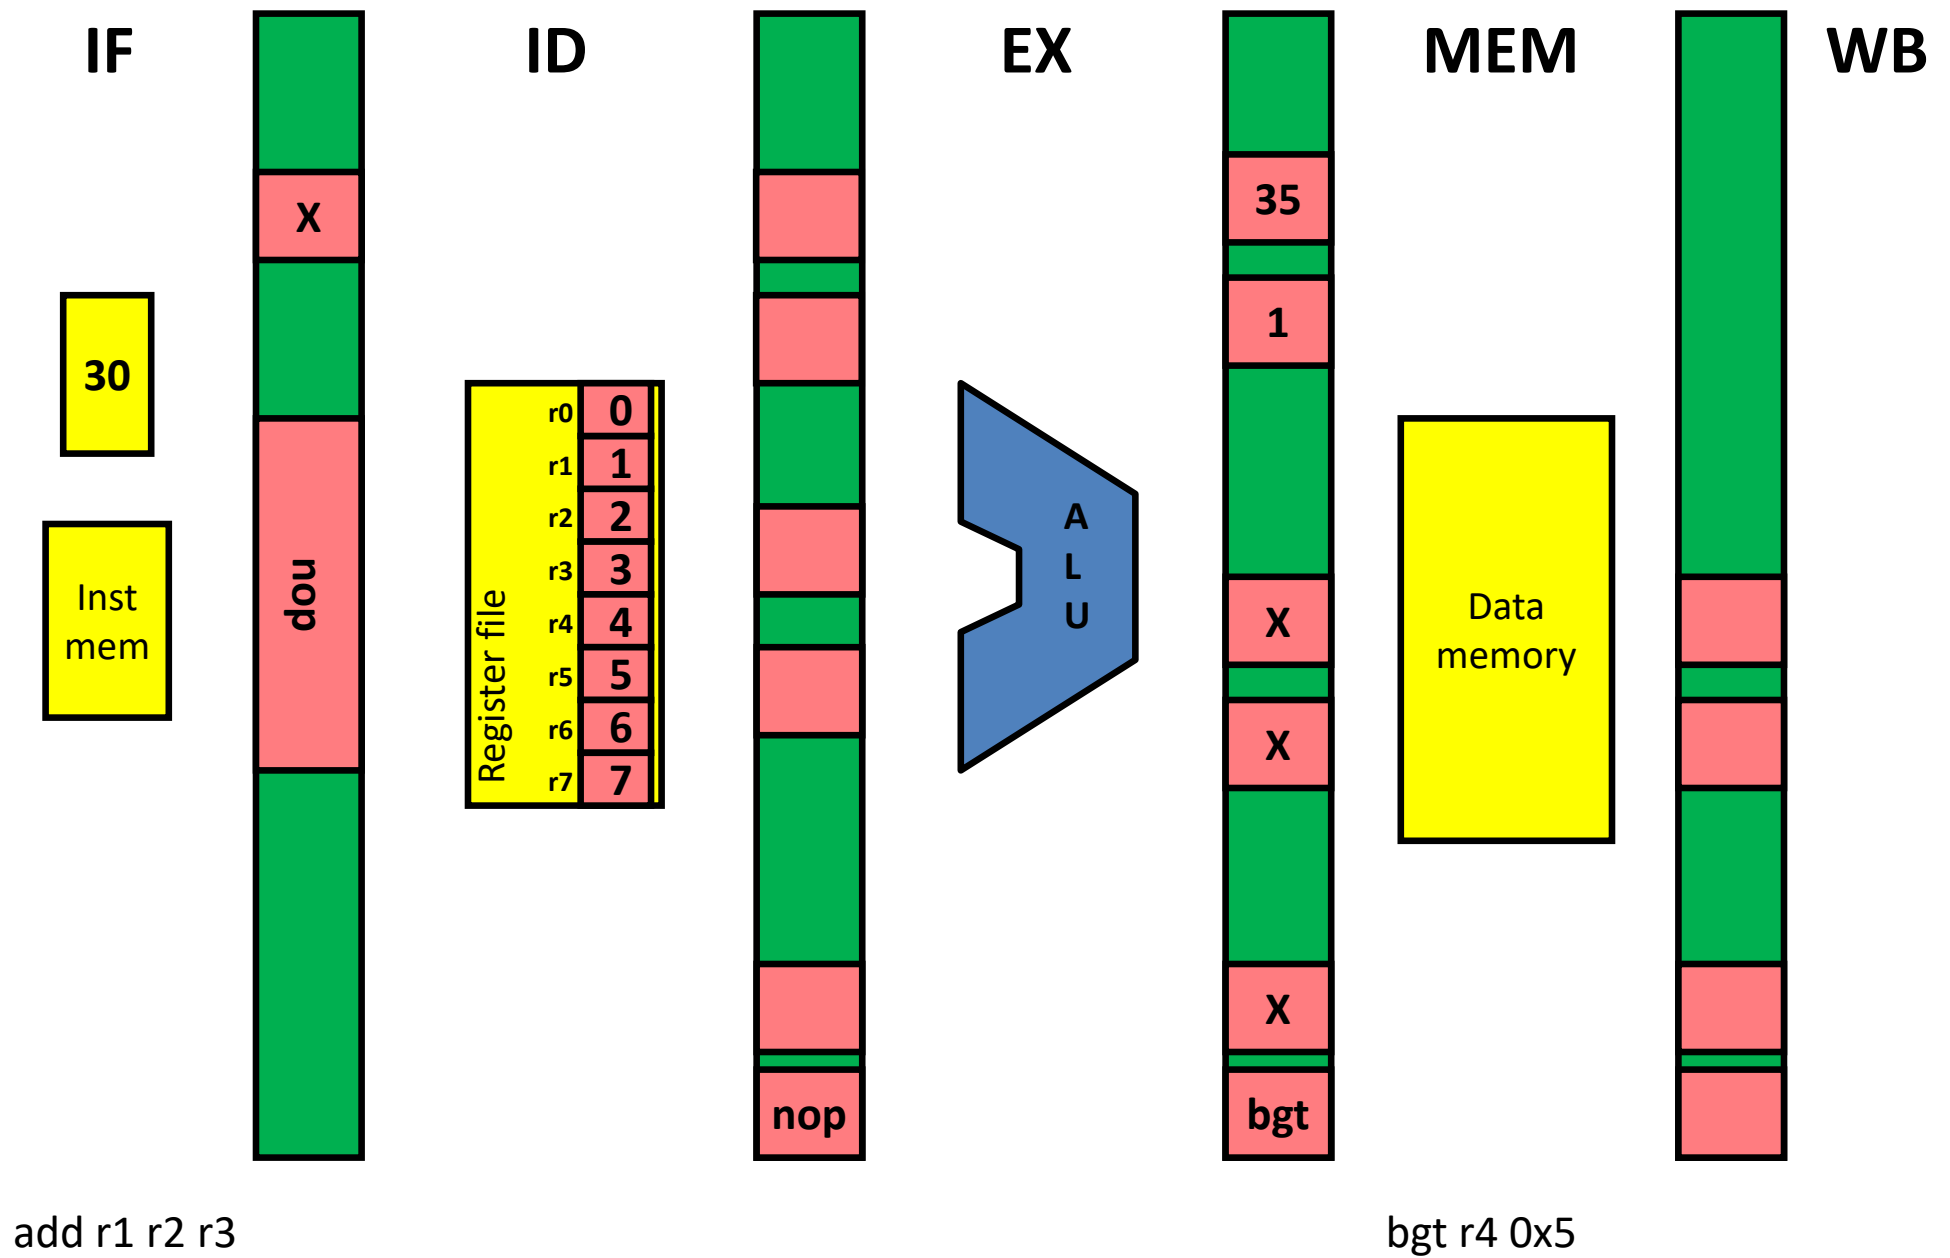 IF
ID
EX
MEM
WB
X
30
Inst
mem
nop
Register file
r0 0
r1 1
r2 2
r3 3
r4 4
r5 5
r6 6
r7 7
nop
A
L
U
35
1
X
X
X
bgt
Data
memory
add r1 r2 r3
bgt r4 0x5